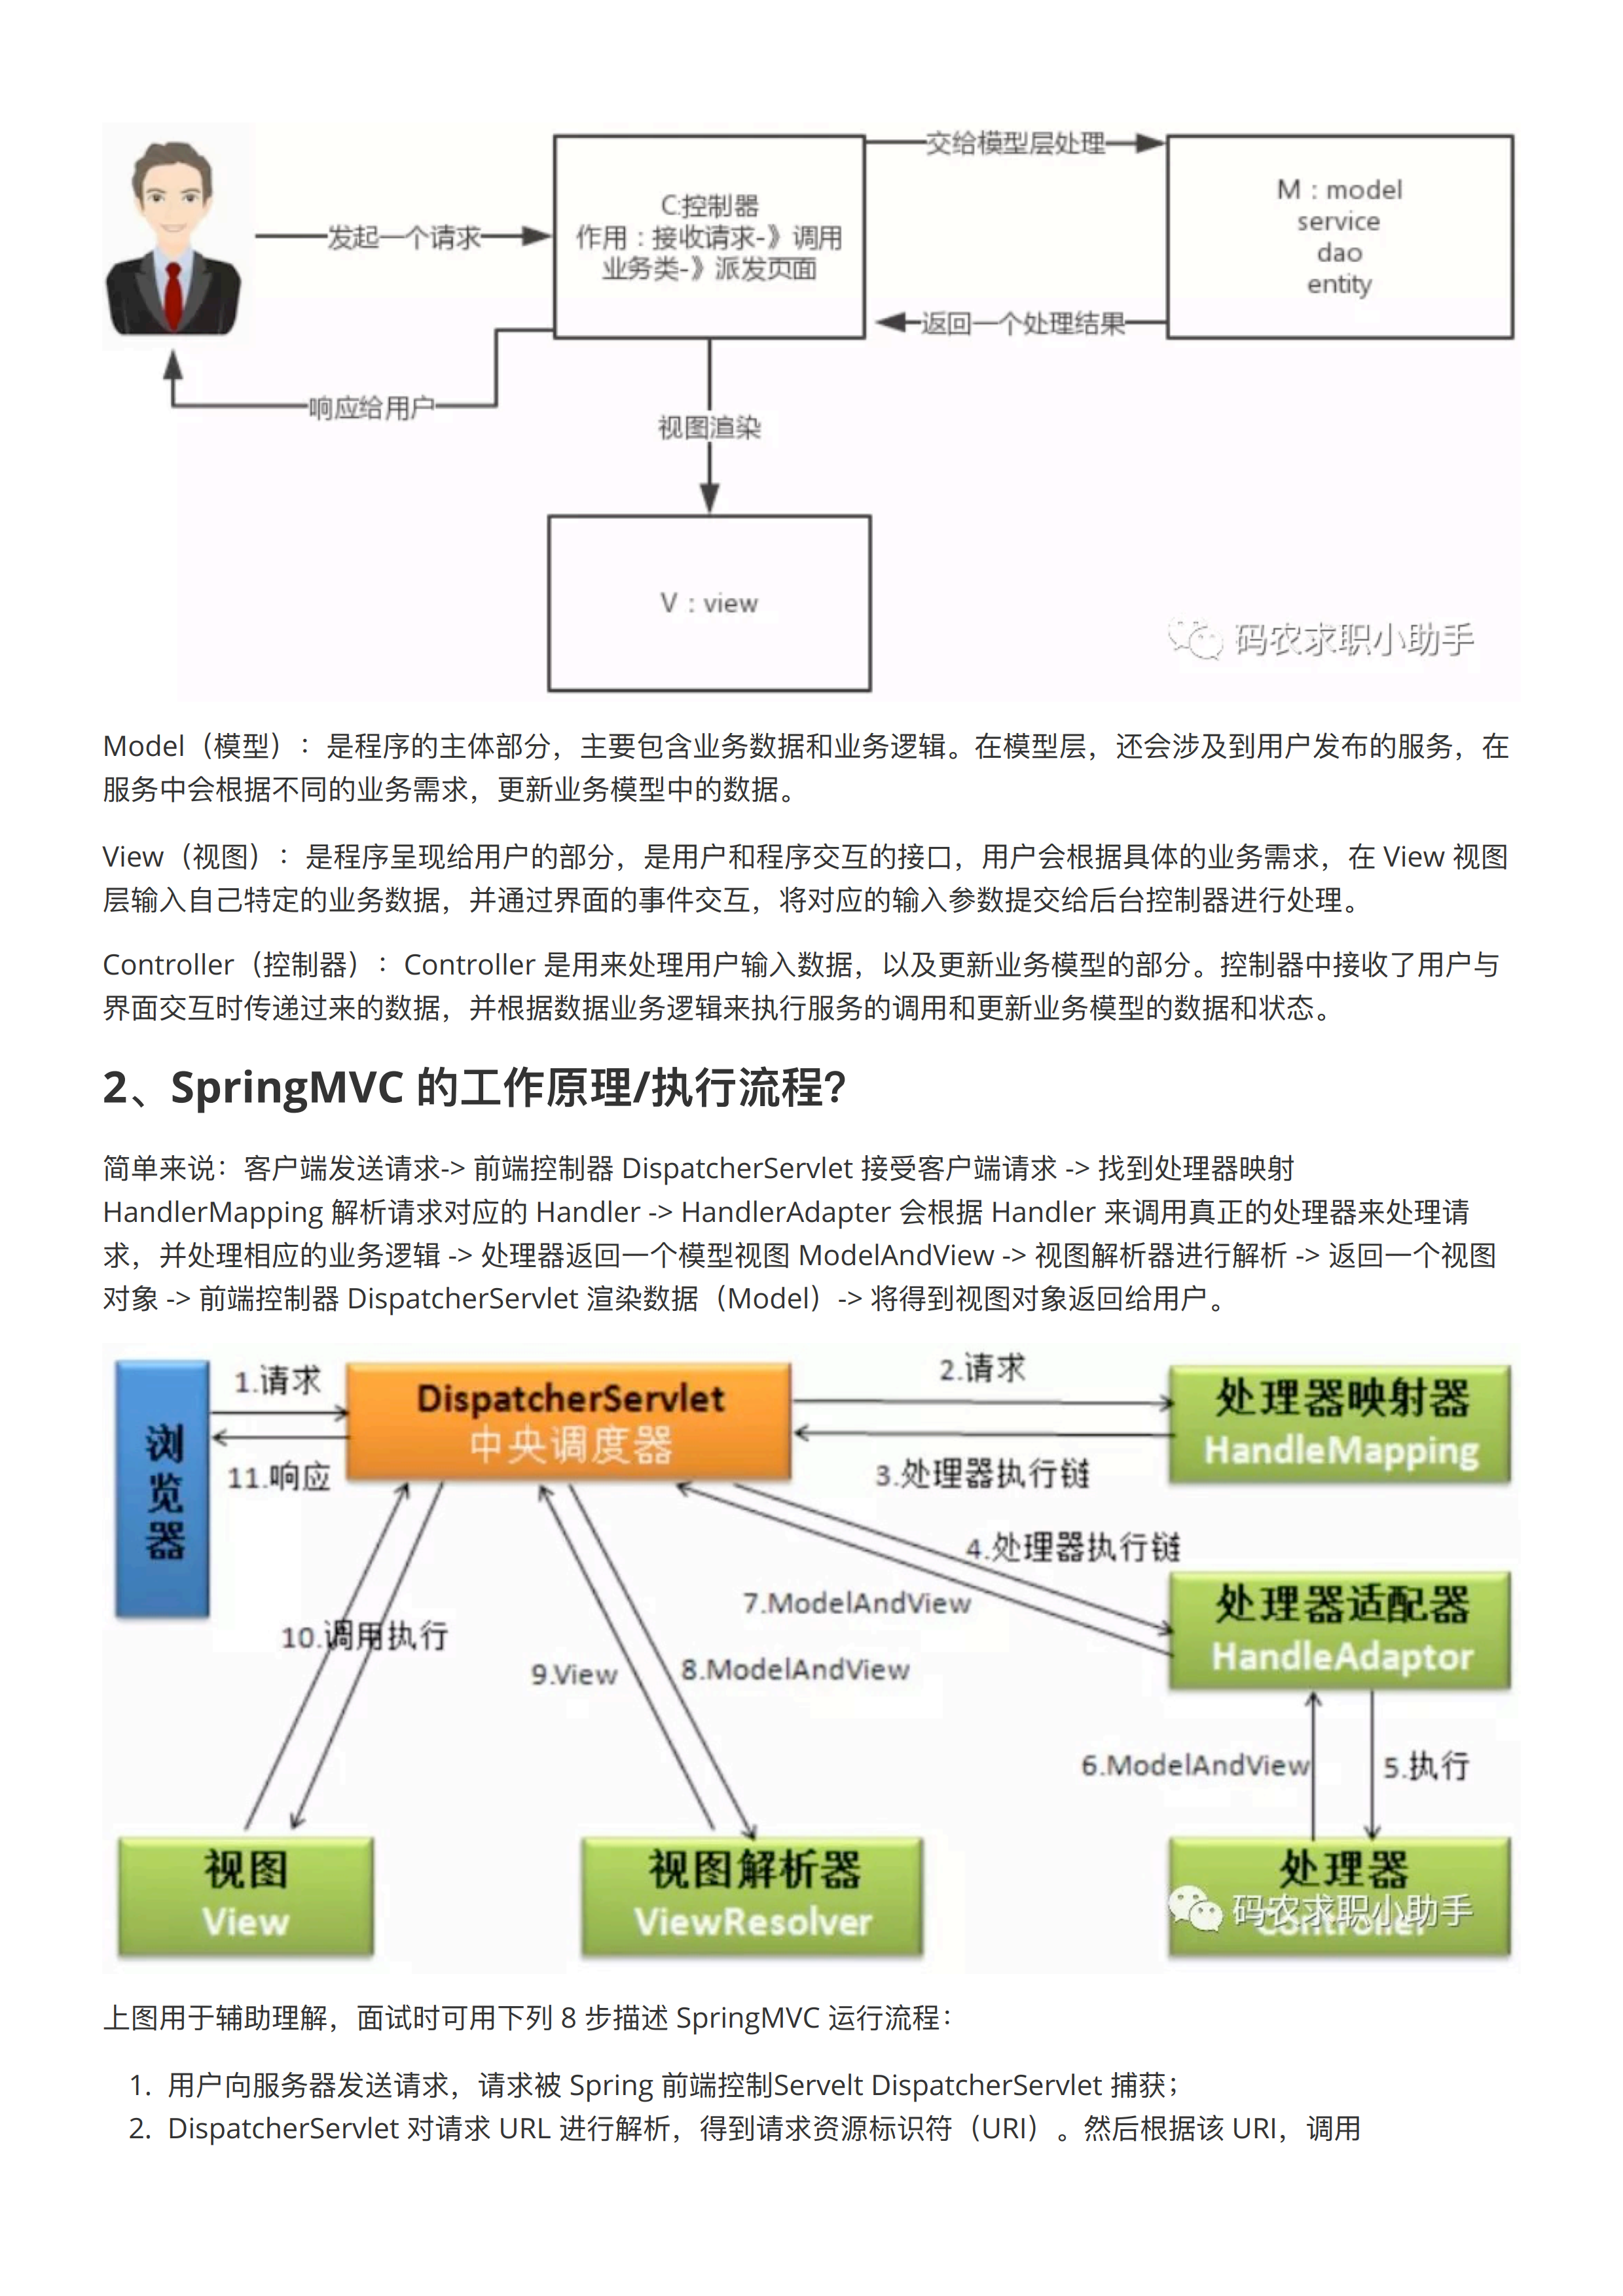 发起一个请求
C:控制器
作用：接收请求-》调用
业务类-》派发页面
交给模型层处理
M：model
service
dao
entity
返回一个处理结果
响应给用户
视图渲染
V：view
码农求职小助手
Model（模型）：是程序的主体部分，主要包含业务数据和业务逻辑。在模型层，还会涉及到用户发布的服务，在
服务中会根据不同的业务需求，更新业务模型中的数据。
View（视图）：是程序呈现给用户的部分，是用户和程序交互的接口，用户会根据具体的业务需求，在 View 视图
层输入自己特定的业务数据，并通过界面的事件交互，将对应的输入参数提交给后台控制器进行处理。
Controller（控制器）：Controller 是用来处理用户输入数据，以及更新业务模型的部分。控制器中接收了用户与
界面交互时传递过来的数据，并根据数据业务逻辑来执行服务的调用和更新业务模型的数据和状态。
2、SpringMVC 的工作原理/执行流程？
简单来说：客户端发送请求-> 前端控制器 DispatcherServlet 接受客户端请求 -> 找到处理器映射
HandlerMapping 解析请求对应的 Handler -> HandlerAdapter 会根据 Handler 来调用真正的处理器来处理请
求，并处理相应的业务逻辑 -> 处理器返回一个模型视图 ModelAndView -> 视图解析器进行解析 -> 返回一个视图
对象 -> 前端控制器 DispatcherServlet 渲染数据（Model）-> 将得到视图对象返回给用户。
浏览器
1.请求
11.响应
DispatcherServlet
中央调度器
2.请求
3.处理器执行链
处理器映射器
HandleMapping
4.处理器执行链
7.ModelAndView
处理器适配器
HandleAdaptor
10.调用执行
9.View
8.ModelAndView
6.ModelAndView
5.执行
视图
View
视图解析器
ViewResolver
处理器
Controller
码农求职小助手
上图用于辅助理解，面试时可用下列 8 步描述 SpringMVC 运行流程：
1. 用户向服务器发送请求，请求被 Spring 前端控制Servelt DispatcherServlet 捕获；
2. DispatcherServlet 对请求 URL 进行解析，得到请求资源标识符（URI）。然后根据该 URI，调用